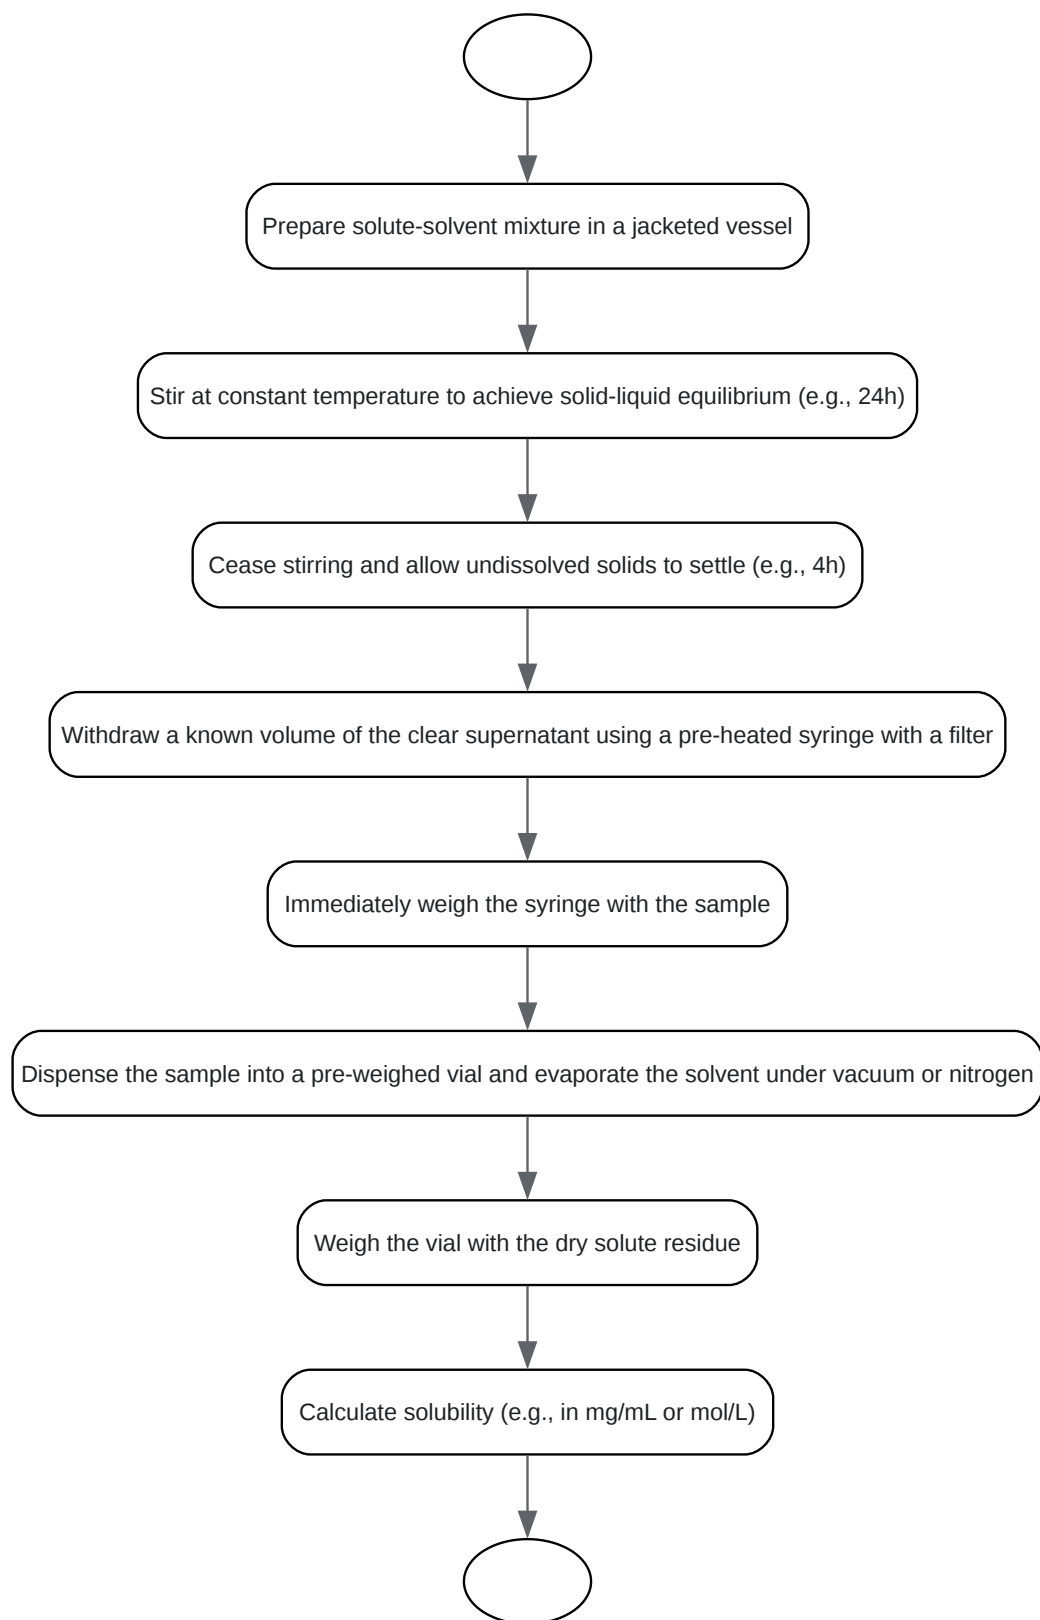 Prepare solute-solvent mixture in a jacketed vessel
Stir at constant temperature to achieve solid-liquid equilibrium (e.g., 24h)
Cease stirring and allow undissolved solids to settle (e.g., 4h)
Withdraw a known volume of the clear supernatant using a pre-heated syringe with a filter
Immediately weigh the syringe with the sample
Dispense the sample into a pre-weighed vial and evaporate the solvent under vacuum or nitrogen
Weigh the vial with the dry solute residue
Calculate solubility (e.g., in mg/mL or mol/L)